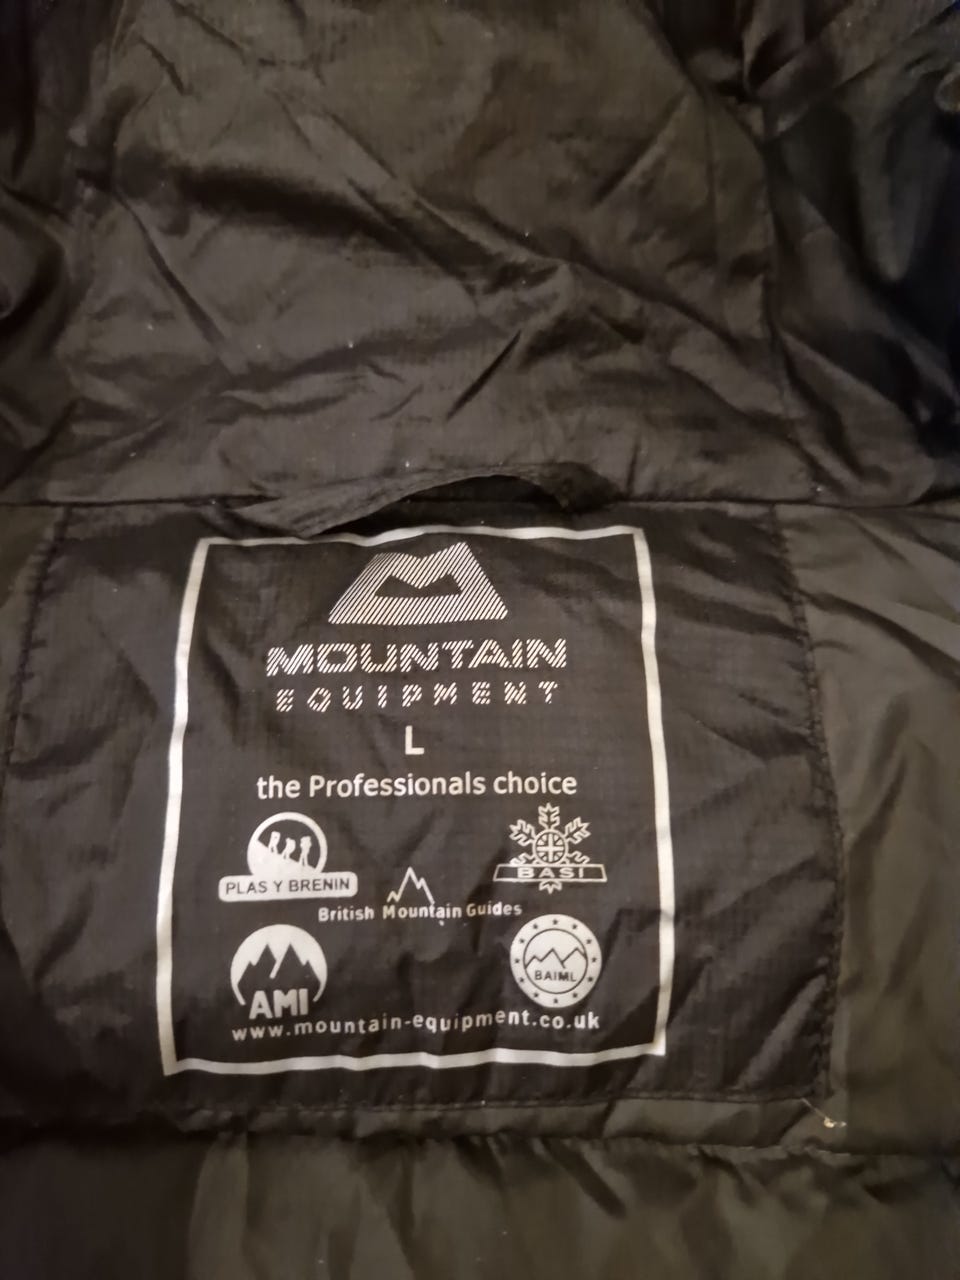 MOUNTAIN
EQUIPMENT
L
the Professionals choice
PLAS Y BRENIN
BASI
British Mountain Guides
AMI
BAIML
www.mountain-equipment.co.uk